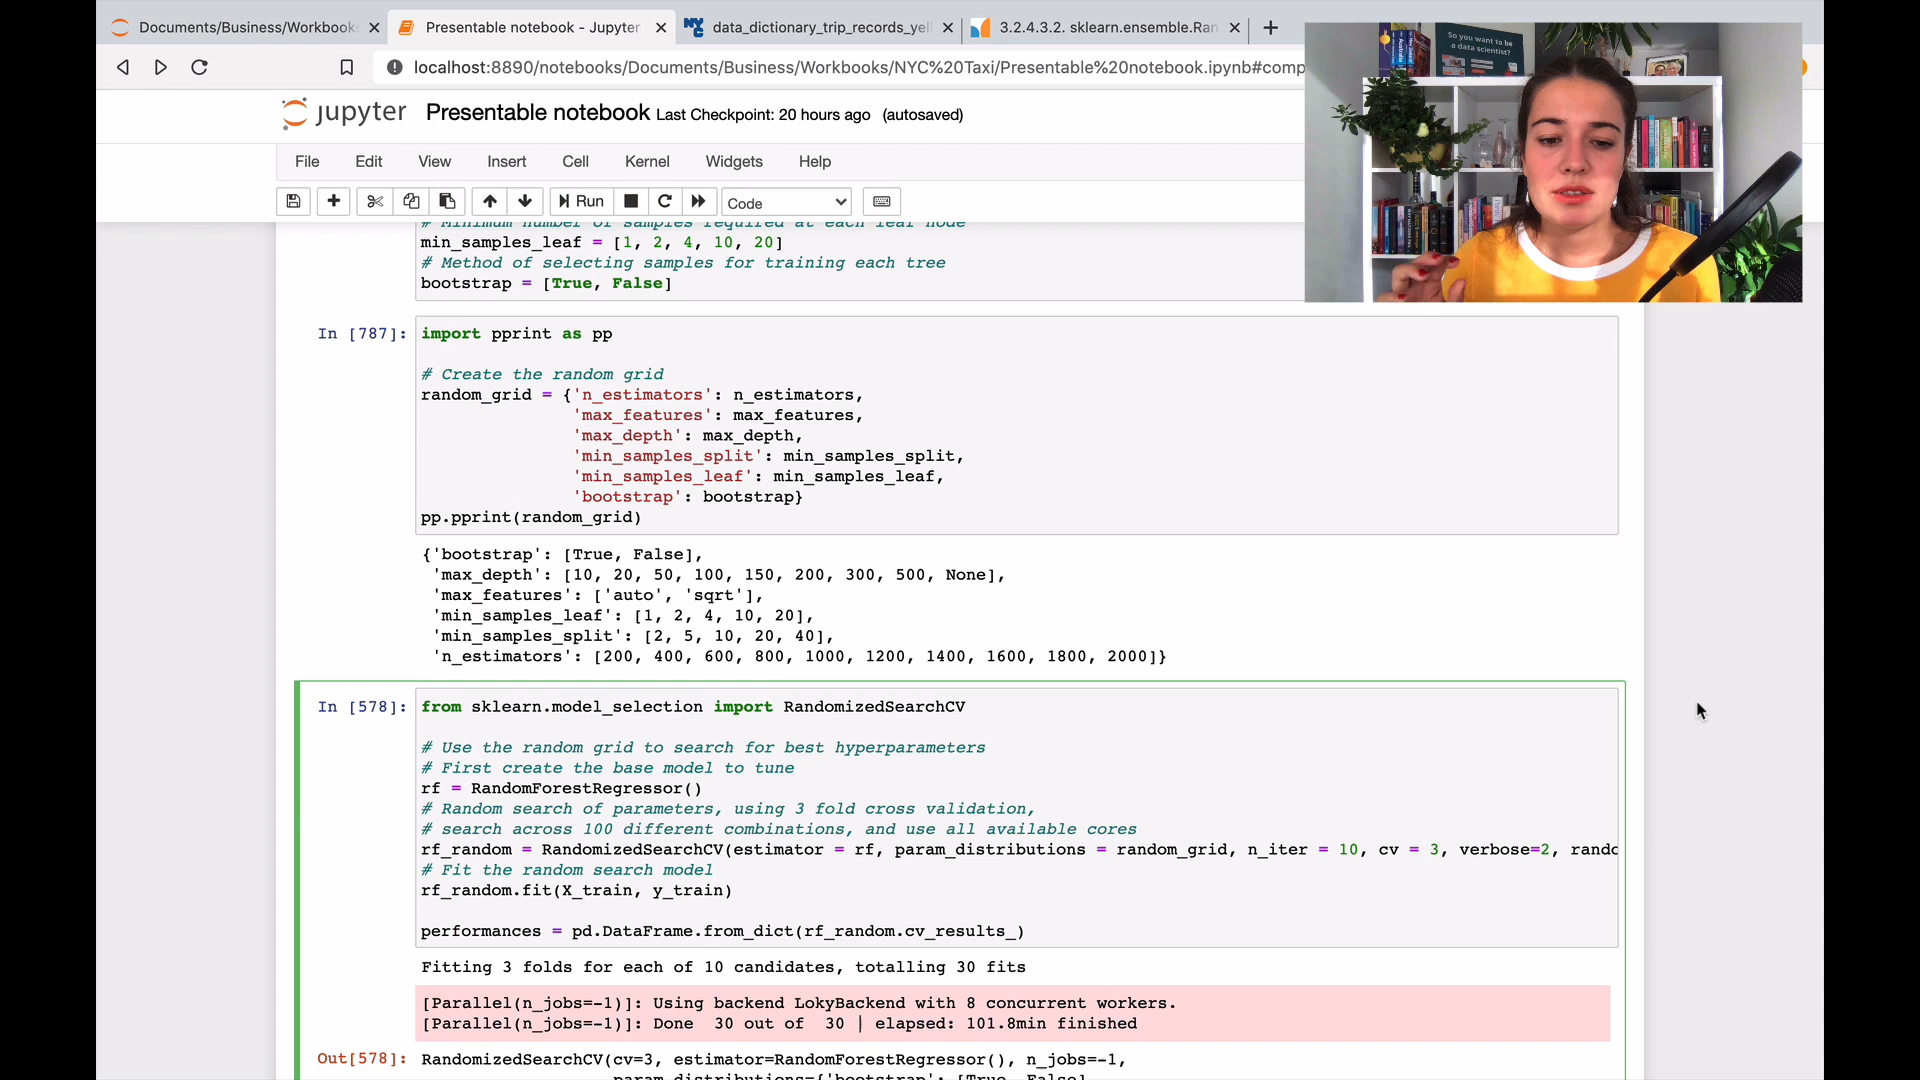 Documents/Business/Workbooks
Presentable notebook - Jupyter
data_dictionary_trip_records_yell
3.2.4.3.2. sklearn.ensemble.Ran
localhost:8890/notebooks/Documents/Business/Workbooks/NYC%20Taxi/Presentable%20notebook.ipynb#comp
So you want to be
a data scientist?
jupyter Presentable notebook Last Checkpoint: 20 hours ago (autosaved)
File Edit View Insert Cell Kernel Widgets Help
Run Code
# Minimum number of samples required at each leaf node
min_samples_leaf = [1, 2, 4, 10, 20]
# Method of selecting samples for training each tree
bootstrap = [True, False]
In [787]: import pprint as pp
# Create the random grid
random_grid = {'n_estimators': n_estimators,
'max_features': max_features,
'max_depth': max_depth,
'min_samples_split': min_samples_split,
'min_samples_leaf': min_samples_leaf,
'bootstrap': bootstrap}
pp.pprint(random_grid)
{'bootstrap': [True, False],
'max_depth': [10, 20, 50, 100, 150, 200, 300, 500, None],
'max_features': ['auto', 'sqrt'],
'min_samples_leaf': [1, 2, 4, 10, 20],
'min_samples_split': [2, 5, 10, 20, 40],
'n_estimators': [200, 400, 600, 800, 1000, 1200, 1400, 1600, 1800, 2000]}
In [578]: from sklearn.model_selection import RandomizedSearchCV
# Use the random grid to search for best hyperparameters
# First create the base model to tune
rf = RandomForestRegressor()
# Random search of parameters, using 3 fold cross validation,
# search across 100 different combinations, and use all available cores
rf_random = RandomizedSearchCV(estimator = rf, param_distributions = random_grid, n_iter = 10, cv = 3, verbose=2, rando
# Fit the random search model
rf_random.fit(X_train, y_train)
performances = pd.DataFrame.from_dict(rf_random.cv_results_)
Fitting 3 folds for each of 10 candidates, totalling 30 fits
[Parallel(n_jobs=-1)]: Using backend LokyBackend with 8 concurrent workers.
[Parallel(n_jobs=-1)]: Done 30 out of 30 | elapsed: 101.8min finished
Out[578]: RandomizedSearchCV(cv=3, estimator=RandomForestRegressor(), n_jobs=-1,
param_distributions={'bootstrap': [True, False],